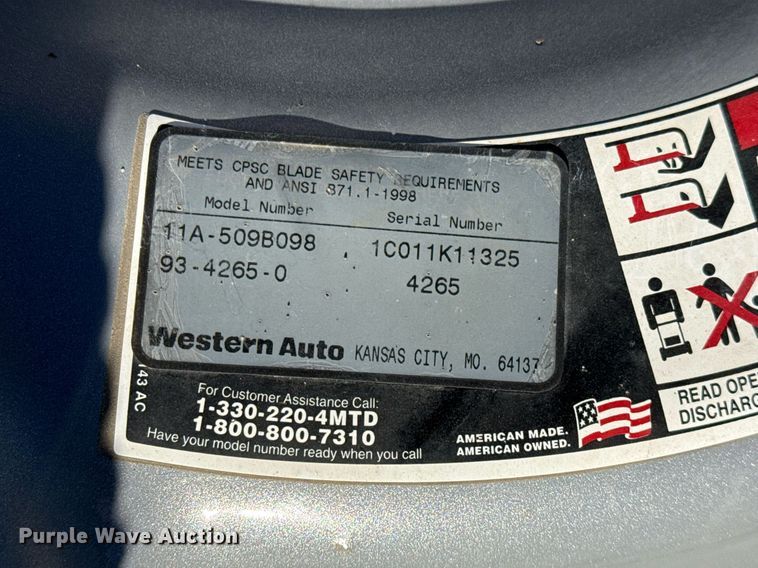 MEETS CPSC BLADE SAFETY REQUIREMENTS
AND ANSI B71.1-1998
Model Number Serial Number
11A-509B098 1C011K11325
93-4265-0 4265
Western Auto KANSAS CITY, MO. 64137
143 AC
For Customer Assistance Call:
1-330-220-4MTD
1-800-800-7310
Have your model number ready when you call
AMERICAN MADE.
AMERICAN OWNED.
READ OPE
DISCHARG
Purple Wave Auction